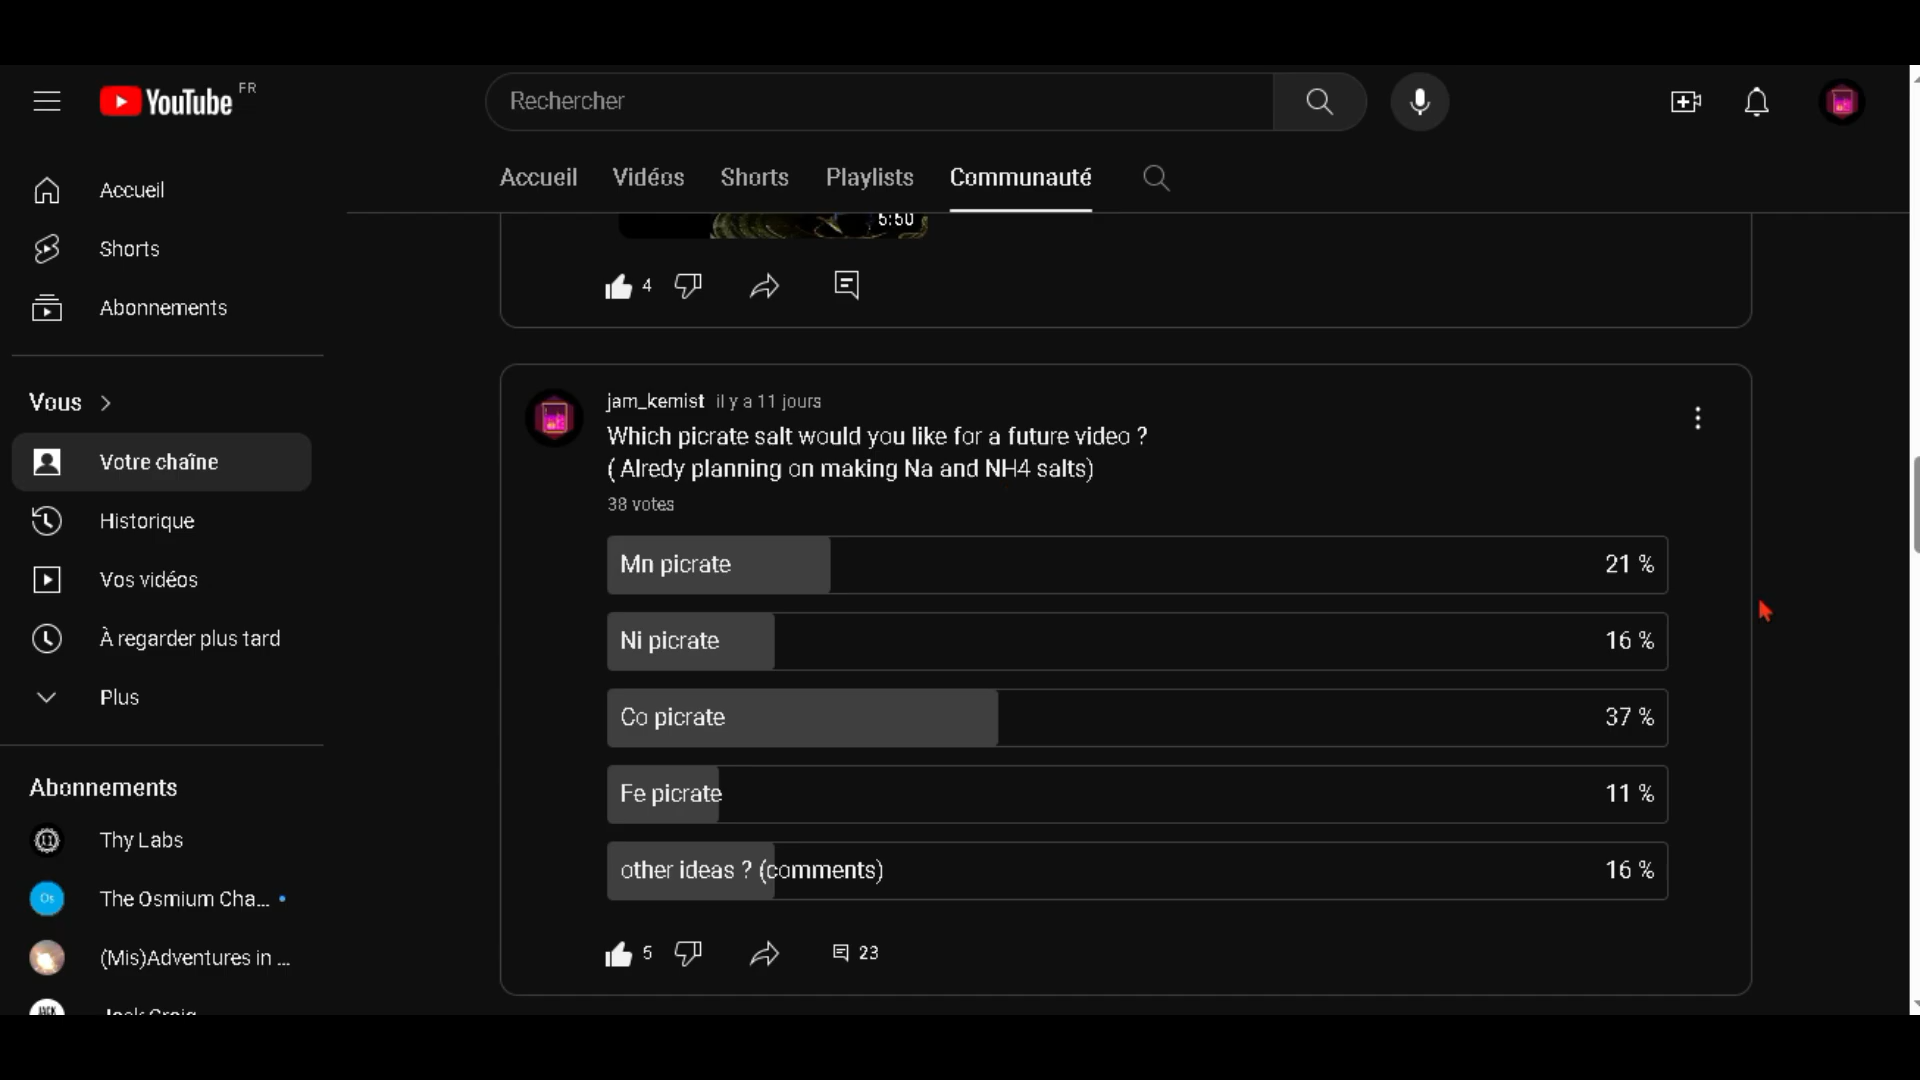 YouTube FR
Rechercher
Accueil
Shorts
Abonnements
Vous
Votre chaîne
Historique
Vos vidéos
À regarder plus tard
Plus
Abonnements
Thy Labs
Os
The Osmium Cha...
(Mis)Adventures in ...
Accueil Vidéos Shorts Playlists Communauté
5:50
4
jam_kemist il y a 11 jours
Which picrate salt would you like for a future video ?
( Alredy planning on making Na and NH4 salts)
38 votes
Mn picrate 21 %
Ni picrate 16 %
Co picrate 37 %
Fe picrate 11 %
other ideas ? (comments) 16 %
5 23